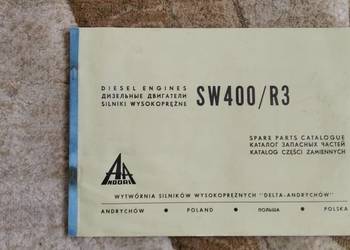 DIESEL ENGINES
ДИЗЕЛЬНЫЕ ДВИГАТЕЛИ
SILNIKI WYSOKOPRĘŻNE
SW400/R3
SPARE PARTS CATALOGUE
КАТАЛОГ ЗАПАСНЫХ ЧАСТЕЙ
KATALOG CZĘŚCI ZAMIENNYCH
ANDORIA
WYTWÓRNIA SILNIKÓW WYSOKOPRĘŻNYCH "DELTA-ANDRYCHÓW"
ANDRYCHÓW • POLAND • ПОЛЬША • POLSKA